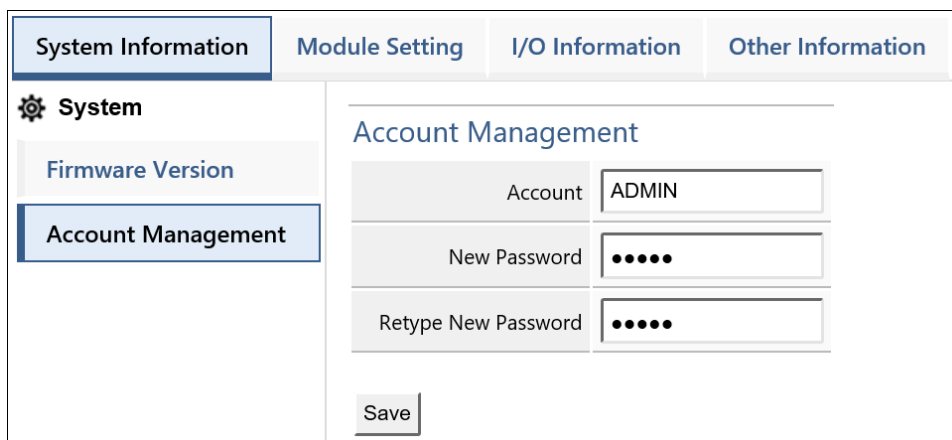 System Information Module Setting I/O Information Other Information
System
Firmware Version
Account Management
Account Management
Account ADMIN
New Password •••••
Retype New Password •••••
Save